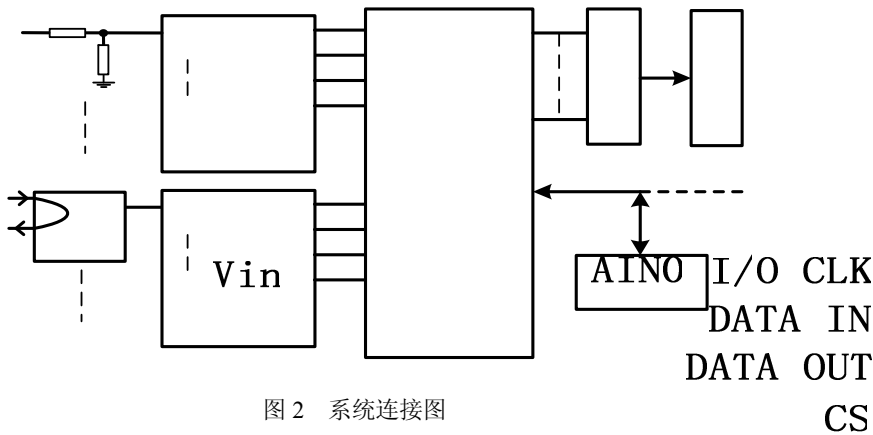 Vin
AIN0 I/O CLK
DATA IN
DATA OUT
CS
图 2 系统连接图